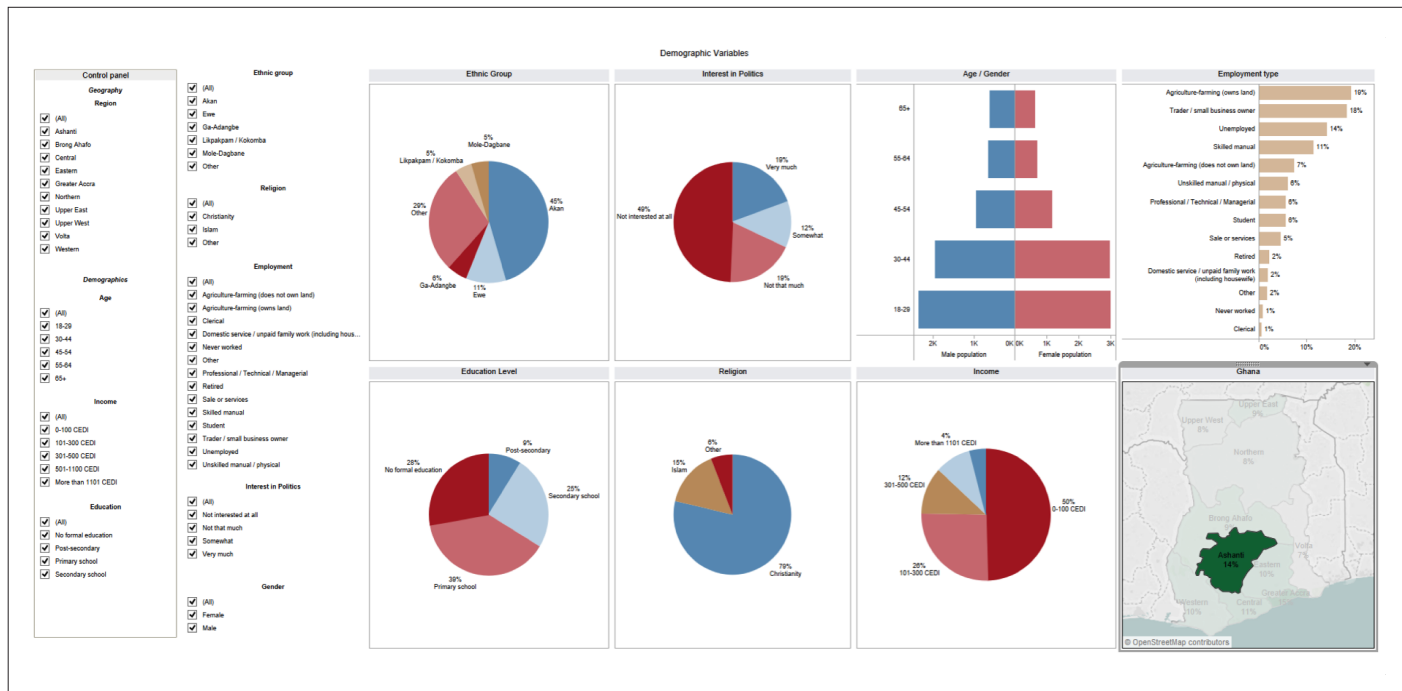 Demographic Variables
Control panel
Geography
Region
(All)
Ashanti
Brong Ahafo
Central
Eastern
Greater Accra
Northern
Upper East
Upper West
Volta
Western
Demographics
Age
(All)
18-29
30-44
45-54
55-64
65+
Income
(All)
0-100 CEDI
101-300 CEDI
301-500 CEDI
501-1100 CEDI
More than 1101 CEDI
Education
(All)
No formal education
Post-secondary
Primary school
Secondary school
Ethnic group
(All)
Akan
Ewe
Ga-Adangbe
Likpakpam / Kokomba
Mole-Dagbane
Other
Religion
(All)
Christianity
Islam
Other
Employment
(All)
Agriculture-farming (does not own land)
Agriculture-farming (owns land)
Clerical
Domestic service / unpaid family work (including hous...
Never worked
Other
Professional / Technical / Managerial
Retired
Sale or services
Skilled manual
Student
Trader / small business owner
Unemployed
Unskilled manual / physical
Interest in Politics
(All)
Not interested at all
Not that much
Somewhat
Very much
Gender
(All)
Female
Male
Ethnic Group
5%
Mole-Dagbane
5%
Likpakpam / Kokomba
45%
Akan
29%
Other
6%
Ga-Adangbe
11%
Ewe
Interest in Politics
19%
Very much
49%
Not interested at all
12%
Somewhat
19%
Not that much
Age / Gender
65+
55-64
45-54
30-44
18-29
2K 1K 0K 0K 1K 2K 3K
Male population Female population
Employment type
Agriculture-farming (owns land) 19%
Trader / small business owner 18%
Unemployed 14%
Skilled manual 11%
Agriculture-farming (does not own land) 7%
Unskilled manual / physical 6%
Professional / Technical / Managerial 6%
Student 6%
Sale or services 5%
Retired 2%
Domestic service / unpaid family work
(including housewife) 2%
Other 2%
Never worked 1%
Clerical 1%
0% 10% 20%
Education Level
9%
Post-secondary
28%
No formal education
25%
Secondary school
39%
Primary school
Religion
6%
Other
15%
Islam
79%
Christianity
Income
4%
More than 1101 CEDI
12%
301-500 CEDI
50%
0-100 CEDI
26%
101-300 CEDI
Ghana
Upper East
9%
Upper West
8%
Northern
8%
Brong Ahafo
Ashanti
14%
Volta
Eastern
10%
Greater Accra
Western
10%
Central
11%
© OpenStreetMap contributors